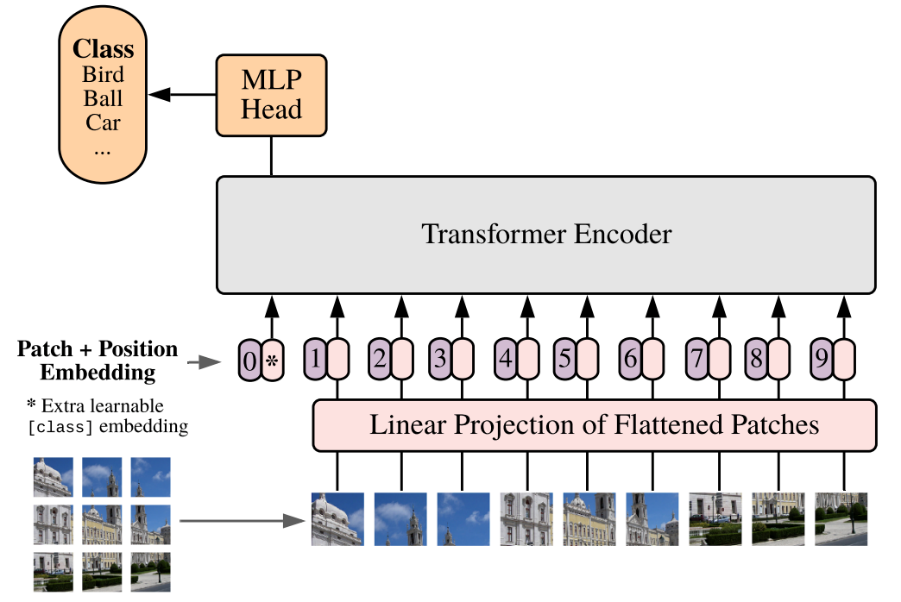 Class
Bird
Ball
Car
...
MLP
Head
Transformer Encoder
Patch + Position
Embedding
0 * 1 2 3 4 5 6 7 8 9
* Extra learnable
[class] embedding
Linear Projection of Flattened Patches